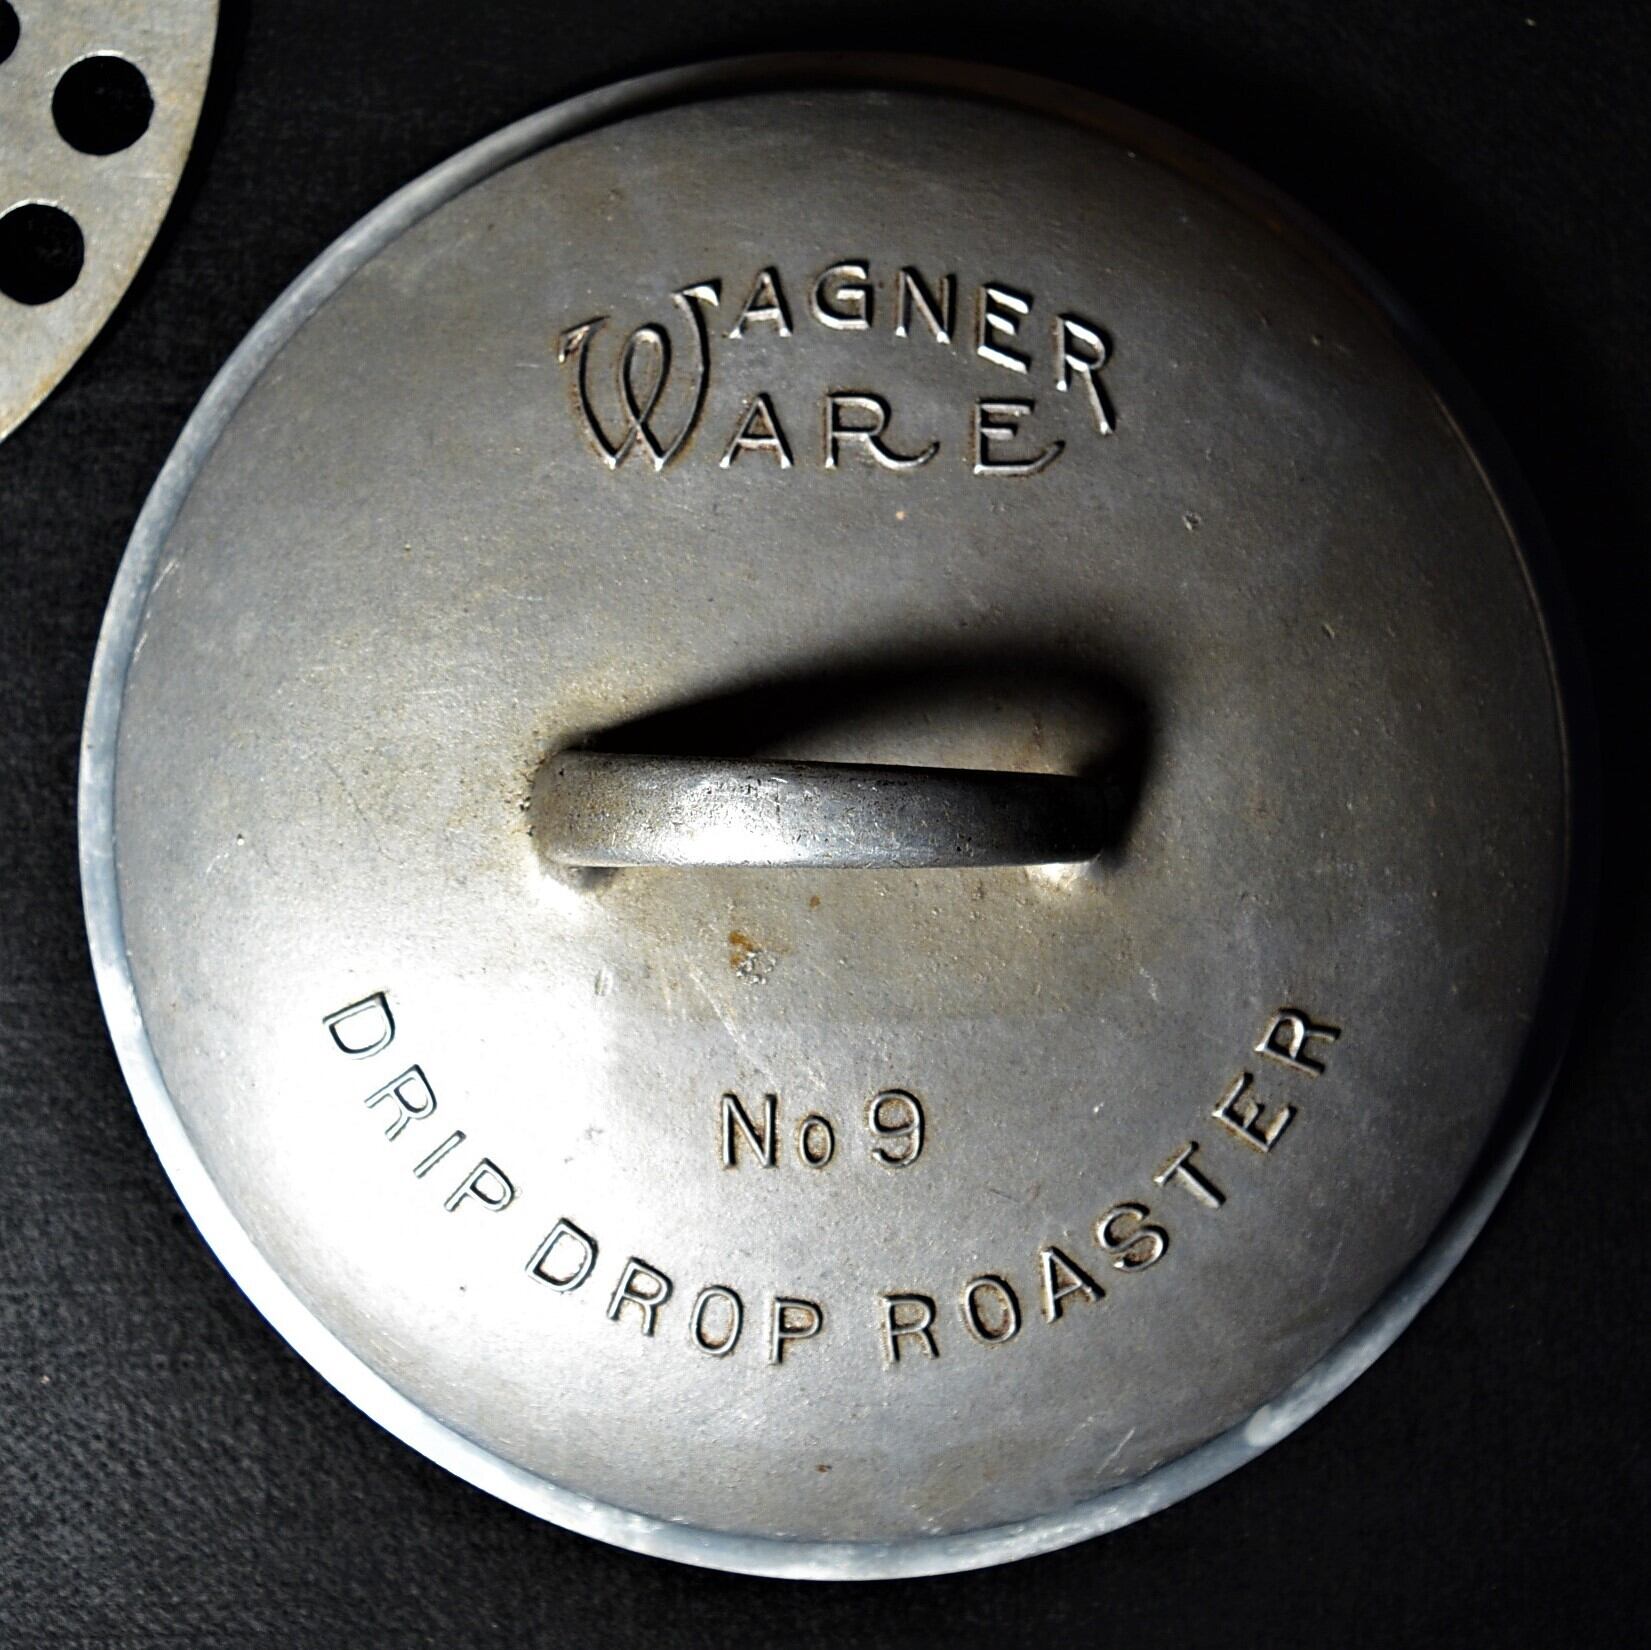 WAGNER
WARE
No 9
DRIP DROP ROASTER